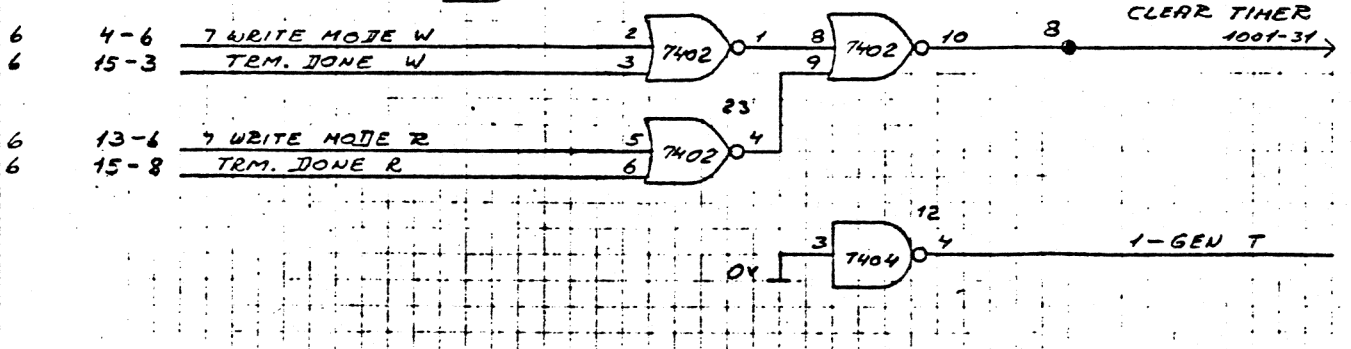 CLEAR TIMER
6 4-6 7 WRITE MODE W 2 7402 1 8 7402 10 8 1001-31
6 15-3 TRM. DONE W 3 9
23
6 13-6 7 WRITE MODE R 5 7402 4
6 15-8 TRM. DONE R 6
12
3 7404 4 1-GEN T
0V